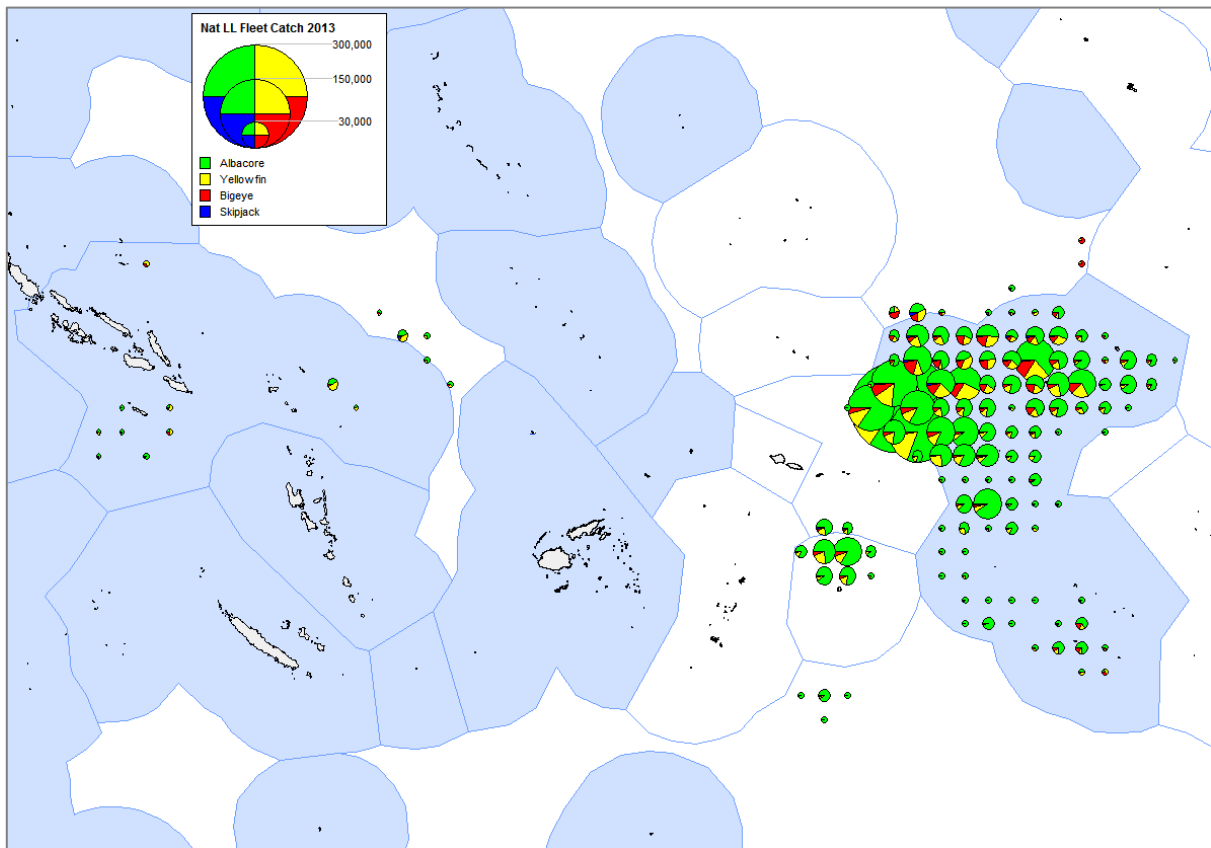 Nat LL Fleet Catch 2013
300,000
150,000
30,000
Albacore
Yellowfin
Bigeye
Skipjack